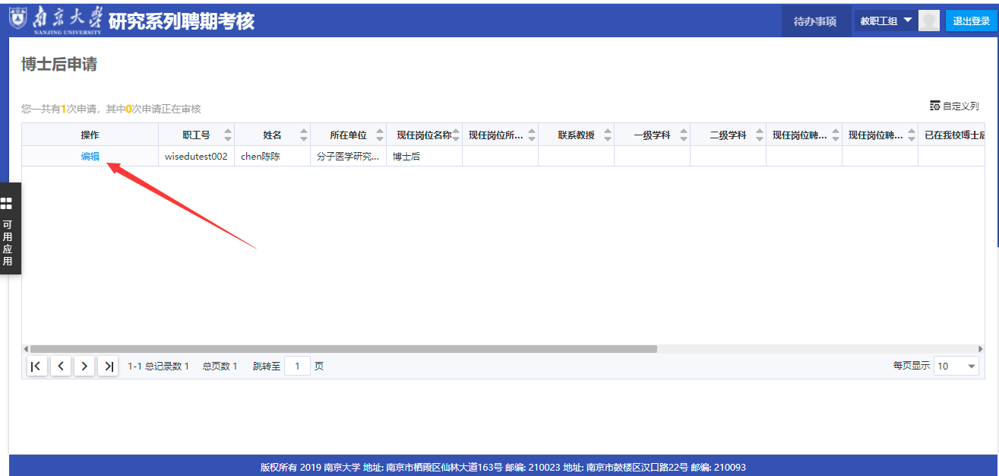 南京大学 NANJING UNIVERSITY 研究系列聘期考核 待办事项 教职工组 退出登录
博士后申请
您一共有1次申请，其中0次申请正在审核 自定义列
操作 职工号 姓名 所在单位 现任岗位名称 现任岗位所... 联系教授 一级学科 二级学科 现任岗位聘... 现任岗位聘... 已在我校博士后
编辑 wisedutest002 chen陈陈 分子医学研究... 博士后
可用应用
1-1 总记录数 1 总页数 1 跳转至 1 页 每页显示 10
版权所有 2019 南京大学 地址: 南京市栖霞区仙林大道163号 邮编: 210023 地址: 南京市鼓楼区汉口路22号 邮编: 210093